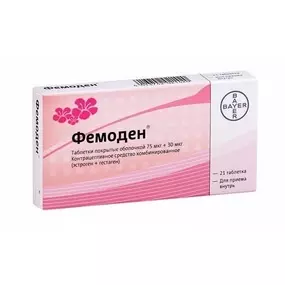 Фемоден®
Таблетки покрытые оболочкой 75 мкг + 30 мкг
Контрацептивное средство комбинированное
(эстроген + гестаген)
BAYER
BAYER
21 таблетка
Для приема
внутрь
Фемоден®